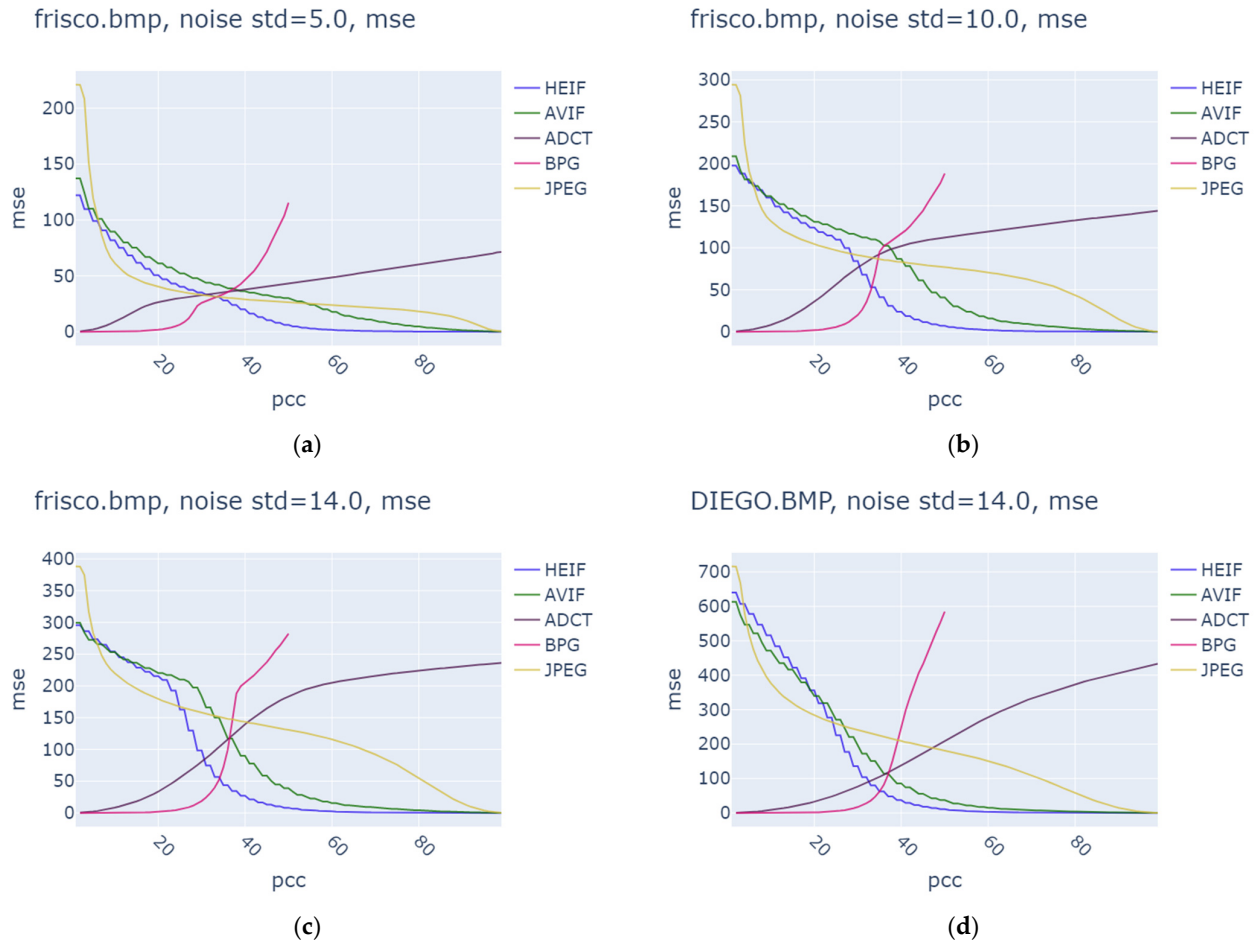 frisco.bmp, noise std=5.0, mse
200
150
100
50
0
mse
20
40
60
80
pcc
HEIF
AVIF
ADCT
BPG
JPEG
(a)
frisco.bmp, noise std=10.0, mse
300
250
200
150
100
50
0
mse
20
40
60
80
pcc
HEIF
AVIF
ADCT
BPG
JPEG
(b)
frisco.bmp, noise std=14.0, mse
400
350
300
250
200
150
100
50
0
mse
20
40
60
80
pcc
HEIF
AVIF
ADCT
BPG
JPEG
(c)
DIEGO.BMP, noise std=14.0, mse
700
600
500
400
300
200
100
0
mse
20
40
60
80
pcc
HEIF
AVIF
ADCT
BPG
JPEG
(d)